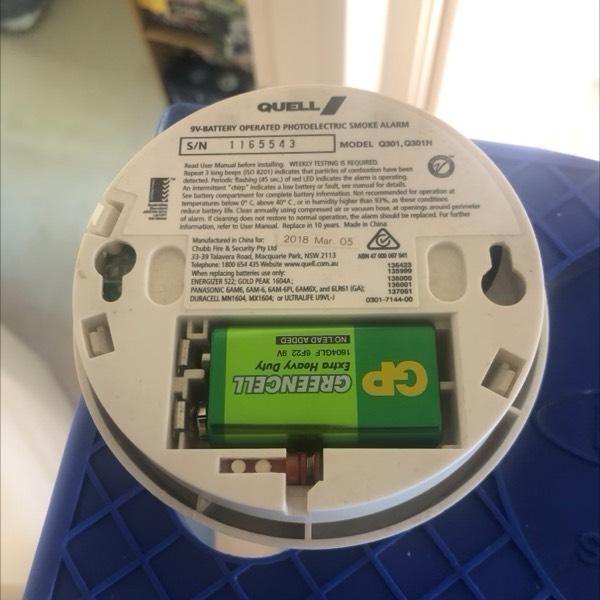 QUELL
9V-BATTERY OPERATED PHOTOELECTRIC SMOKE ALARM
S/N 1165543 MODEL Q301, Q301H
Read User Manual before installing. WEEKLY TESTING IS REQUIRED.
Repeat 3 long beeps (ISO 8201) indicates that particles of combustion have been
detected. Periodic flashing (45 sec.) of red LED indicates the alarm is operating.
An intermittent "chirp" indicates a low battery or fault, see manual for details.
See battery compartment for complete battery information. Not recommended for operation at
temperatures below 0° C, above 40° C, or in humidity higher than 93%, as these conditions
reduce battery life. Clean annually using compressed air or vacuum hose, at openings around perimeter
of alarm. If cleaning does not restore to normal operation, the alarm should be replaced. For further
information, refer to User Manual. Replace in 10 years. Made in China
Manufactured in China for: 2018 Mar. 05
Chubb Fire & Security Pty Ltd
33-39 Talavera Road, Macquarie Park, NSW 2113
Telephone: 1800 654 435 Website www.quell.com.au
ABN 47 000 067 541
When replacing batteries use only:
ENERGIZER 522; GOLD PEAK 1604A;
PANASONIC 6AM6, 6AM-6, 6AM-6PI, 6AM6X, and 6LR61 (GA);
DURACELL MN1604, MX1604; or ULTRALIFE U9VL-J
0301-7144-00
GP
GREENCELL
Extra Heavy Duty
1604GLF 6F22 9V
NO LEAD ADDED